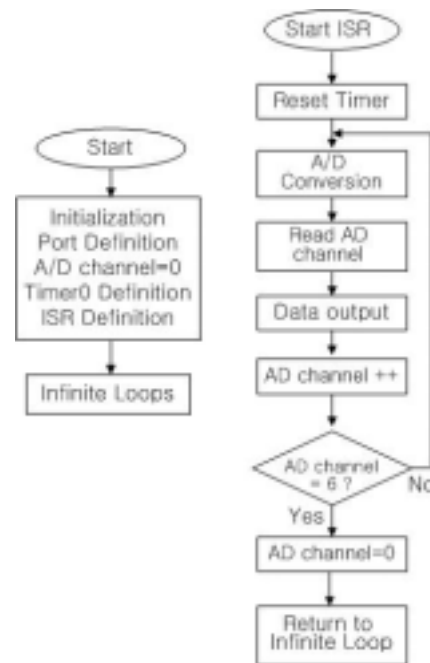 Start
Initialization
Port Definition
A/D channel=0
Timer0 Definition
ISR Definition
Infinite Loops
Start ISR
Reset Timer
A/D
Conversion
Read AD
channel
Data output
AD channel ++
AD channel
= 6 ?
No
Yes
AD channel=0
Return to
Infinite Loop